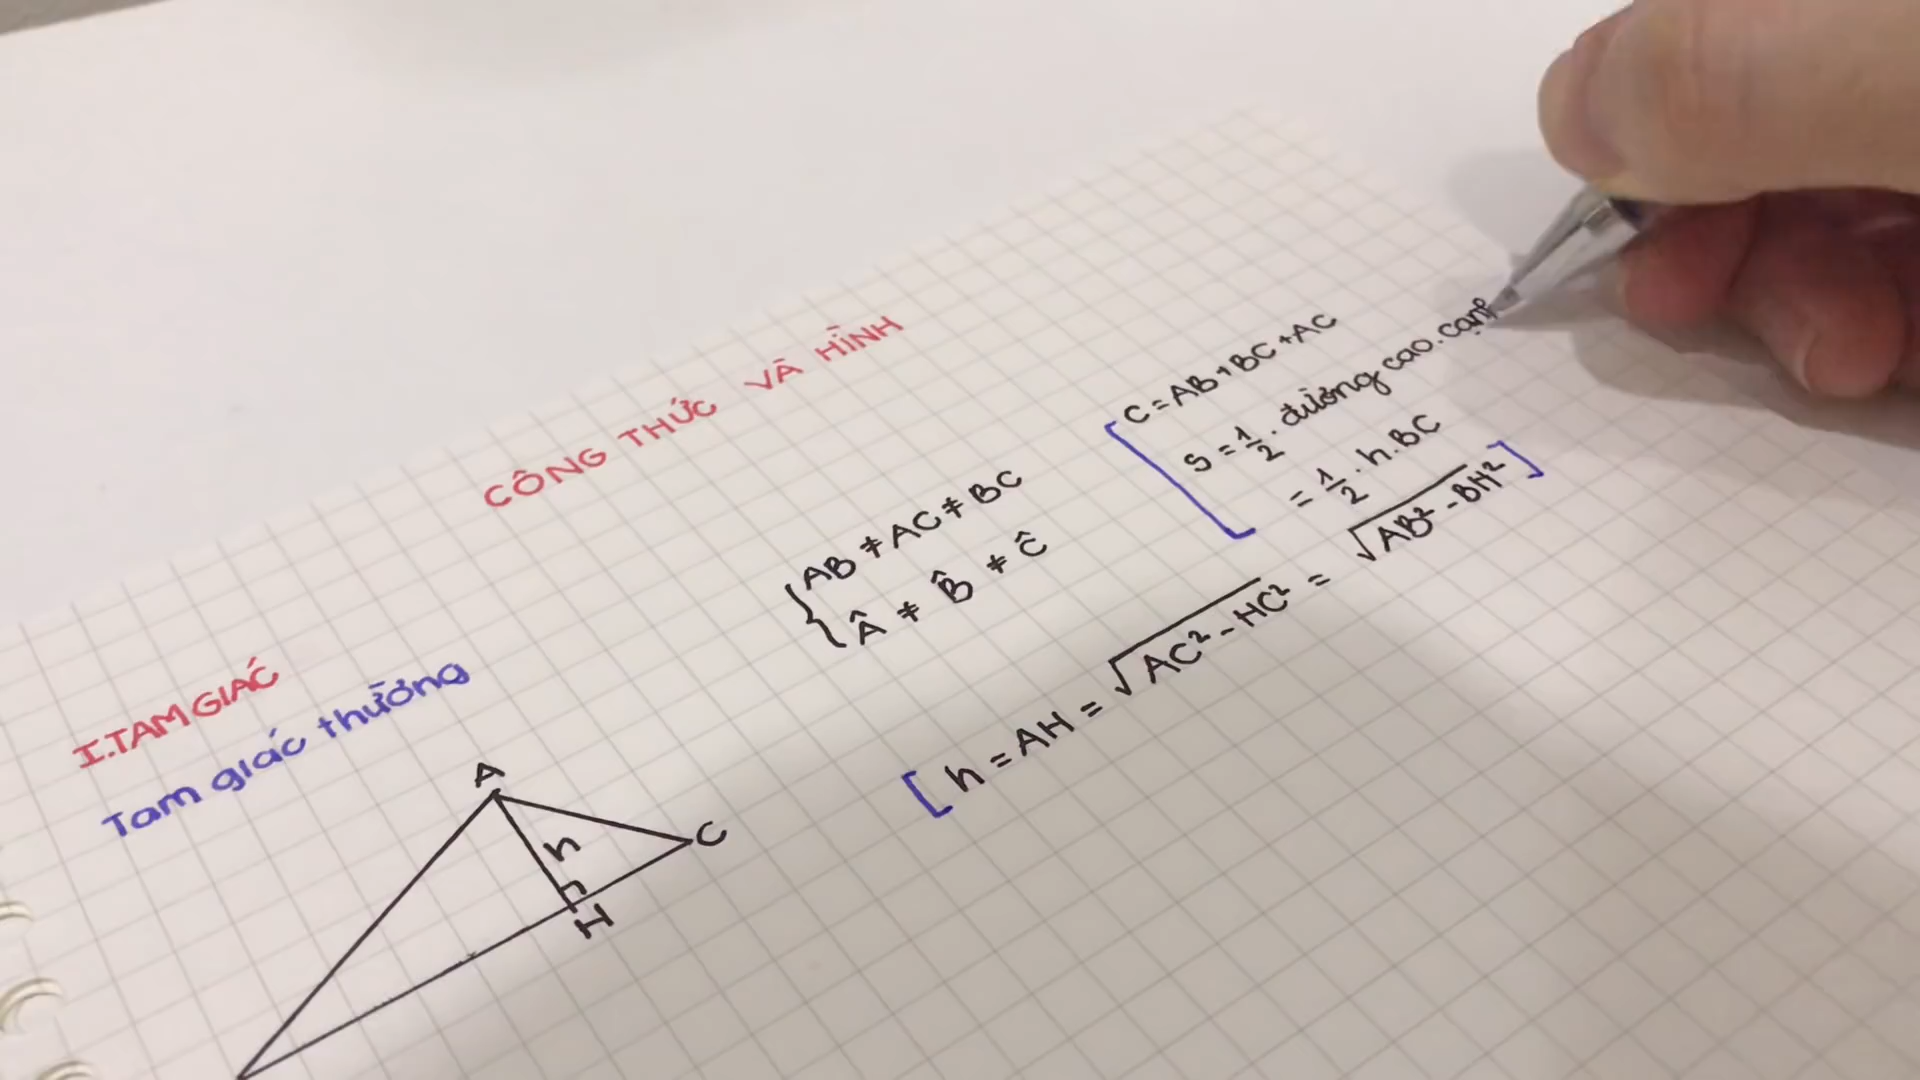 CÔNG THỨC VÀ HÌNH
I. TAM GIÁC
Tam giác thường
AB ≠ AC ≠ BC
Â ≠ B̂ ≠ Ĉ
C = AB + BC + AC
S = 1/2 . đường cao.
= 1/2 . h . BC
[ h = AH = √AC² - HC² = √AB² - BH² ]
A
h
C
H